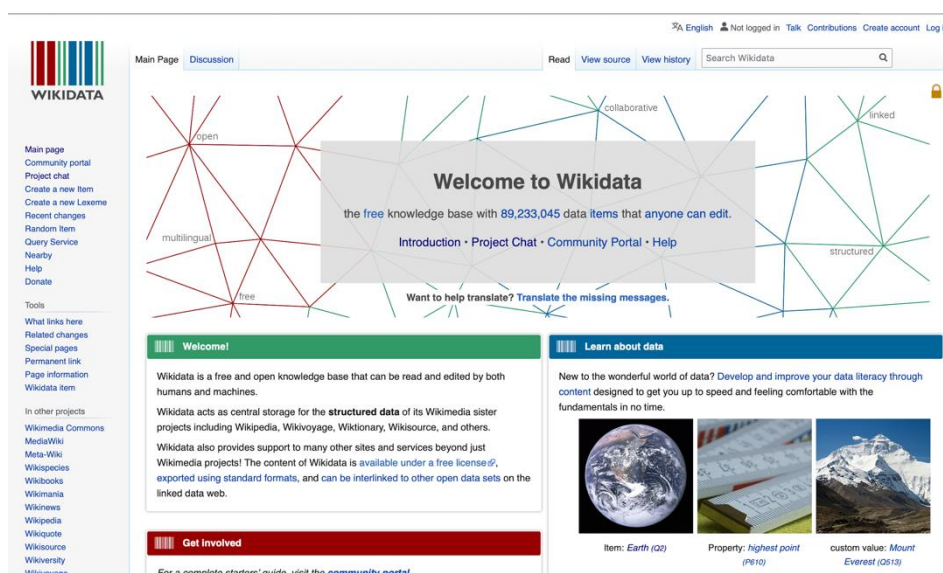 English Not logged in Talk Contributions Create account Log
WIKIDATA
Main Page Discussion
Read View source View history Search Wikidata
Main page
Community portal
Project chat
Create a new Item
Create a new Lexeme
Recent changes
Random Item
Query Service
Nearby
Help
Donate
Tools
What links here
Related changes
Special pages
Permanent link
Page information
Wikidata item
In other projects
Wikimedia Commons
MediaWiki
Meta-Wiki
Wikispecies
Wikibooks
Wikimania
Wikinews
Wikipedia
Wikiquote
Wikisource
Wikiversity
open
collaborative
linked
multilingual
structured
free
Welcome to Wikidata
the free knowledge base with 89,233,045 data items that anyone can edit.
Introduction • Project Chat • Community Portal • Help
Want to help translate? Translate the missing messages.
Welcome!
Wikidata is a free and open knowledge base that can be read and edited by both
humans and machines.
Wikidata acts as central storage for the structured data of its Wikimedia sister
projects including Wikipedia, Wikivoyage, Wiktionary, Wikisource, and others.
Wikidata also provides support to many other sites and services beyond just
Wikimedia projects! The content of Wikidata is available under a free license,
exported using standard formats, and can be interlinked to other open data sets on the
linked data web.
Get involved
For a complete starters' guide, visit the community portal.
Learn about data
New to the wonderful world of data? Develop and improve your data literacy through
content designed to get you up to speed and feeling comfortable with the
fundamentals in no time.
Item: Earth (Q2)
Property: highest point
(P610)
custom value: Mount
Everest (Q513)